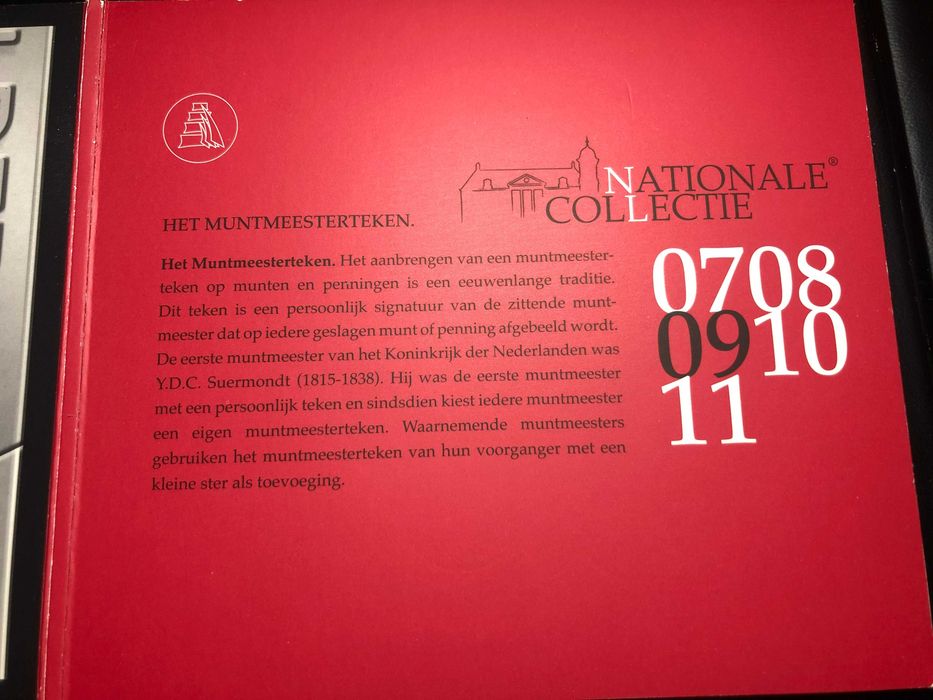 NATIONALE®
COLLECTIE
HET MUNTMEESTERTEKEN.
Het Muntmeesterteken. Het aanbrengen van een muntmeester-
teken op munten en penningen is een eeuwenlange traditie.
Dit teken is een persoonlijk signatuur van de zittende munt-
meester dat op iedere geslagen munt of penning afgebeeld wordt.
De eerste muntmeester van het Koninkrijk der Nederlanden was
Y.D.C. Suermondt (1815-1838). Hij was de eerste muntmeester
met een persoonlijk teken en sindsdien kiest iedere muntmeester
een eigen muntmeesterteken. Waarnemende muntmeesters
gebruiken het muntmeesterteken van hun voorganger met een
kleine ster als toevoeging.
0708
0910
11